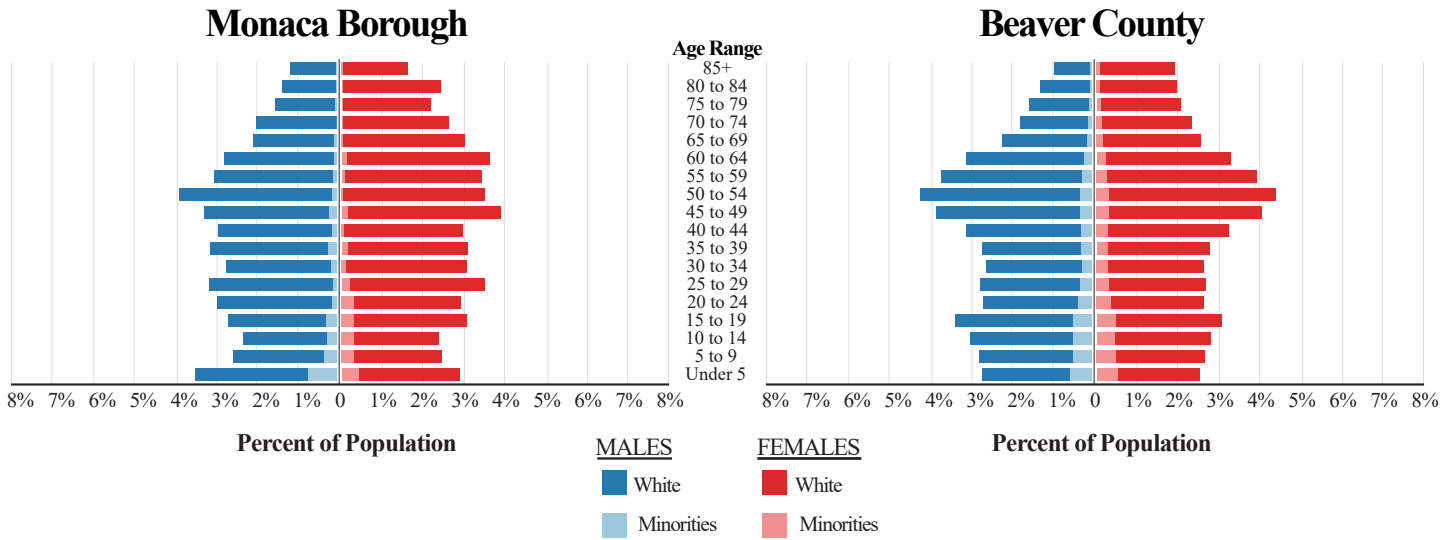 Monaca Borough
Beaver County
Age Range
85+
80 to 84
75 to 79
70 to 74
65 to 69
60 to 64
55 to 59
50 to 54
45 to 49
40 to 44
35 to 39
30 to 34
25 to 29
20 to 24
15 to 19
10 to 14
5 to 9
Under 5
8% 7% 6% 5% 4% 3% 2% 1% 0 1% 2% 3% 4% 5% 6% 7% 8%
8% 7% 6% 5% 4% 3% 2% 1% 0 1% 2% 3% 4% 5% 6% 7% 8%
Percent of Population
Percent of Population
MALES
White
Minorities
FEMALES
White
Minorities